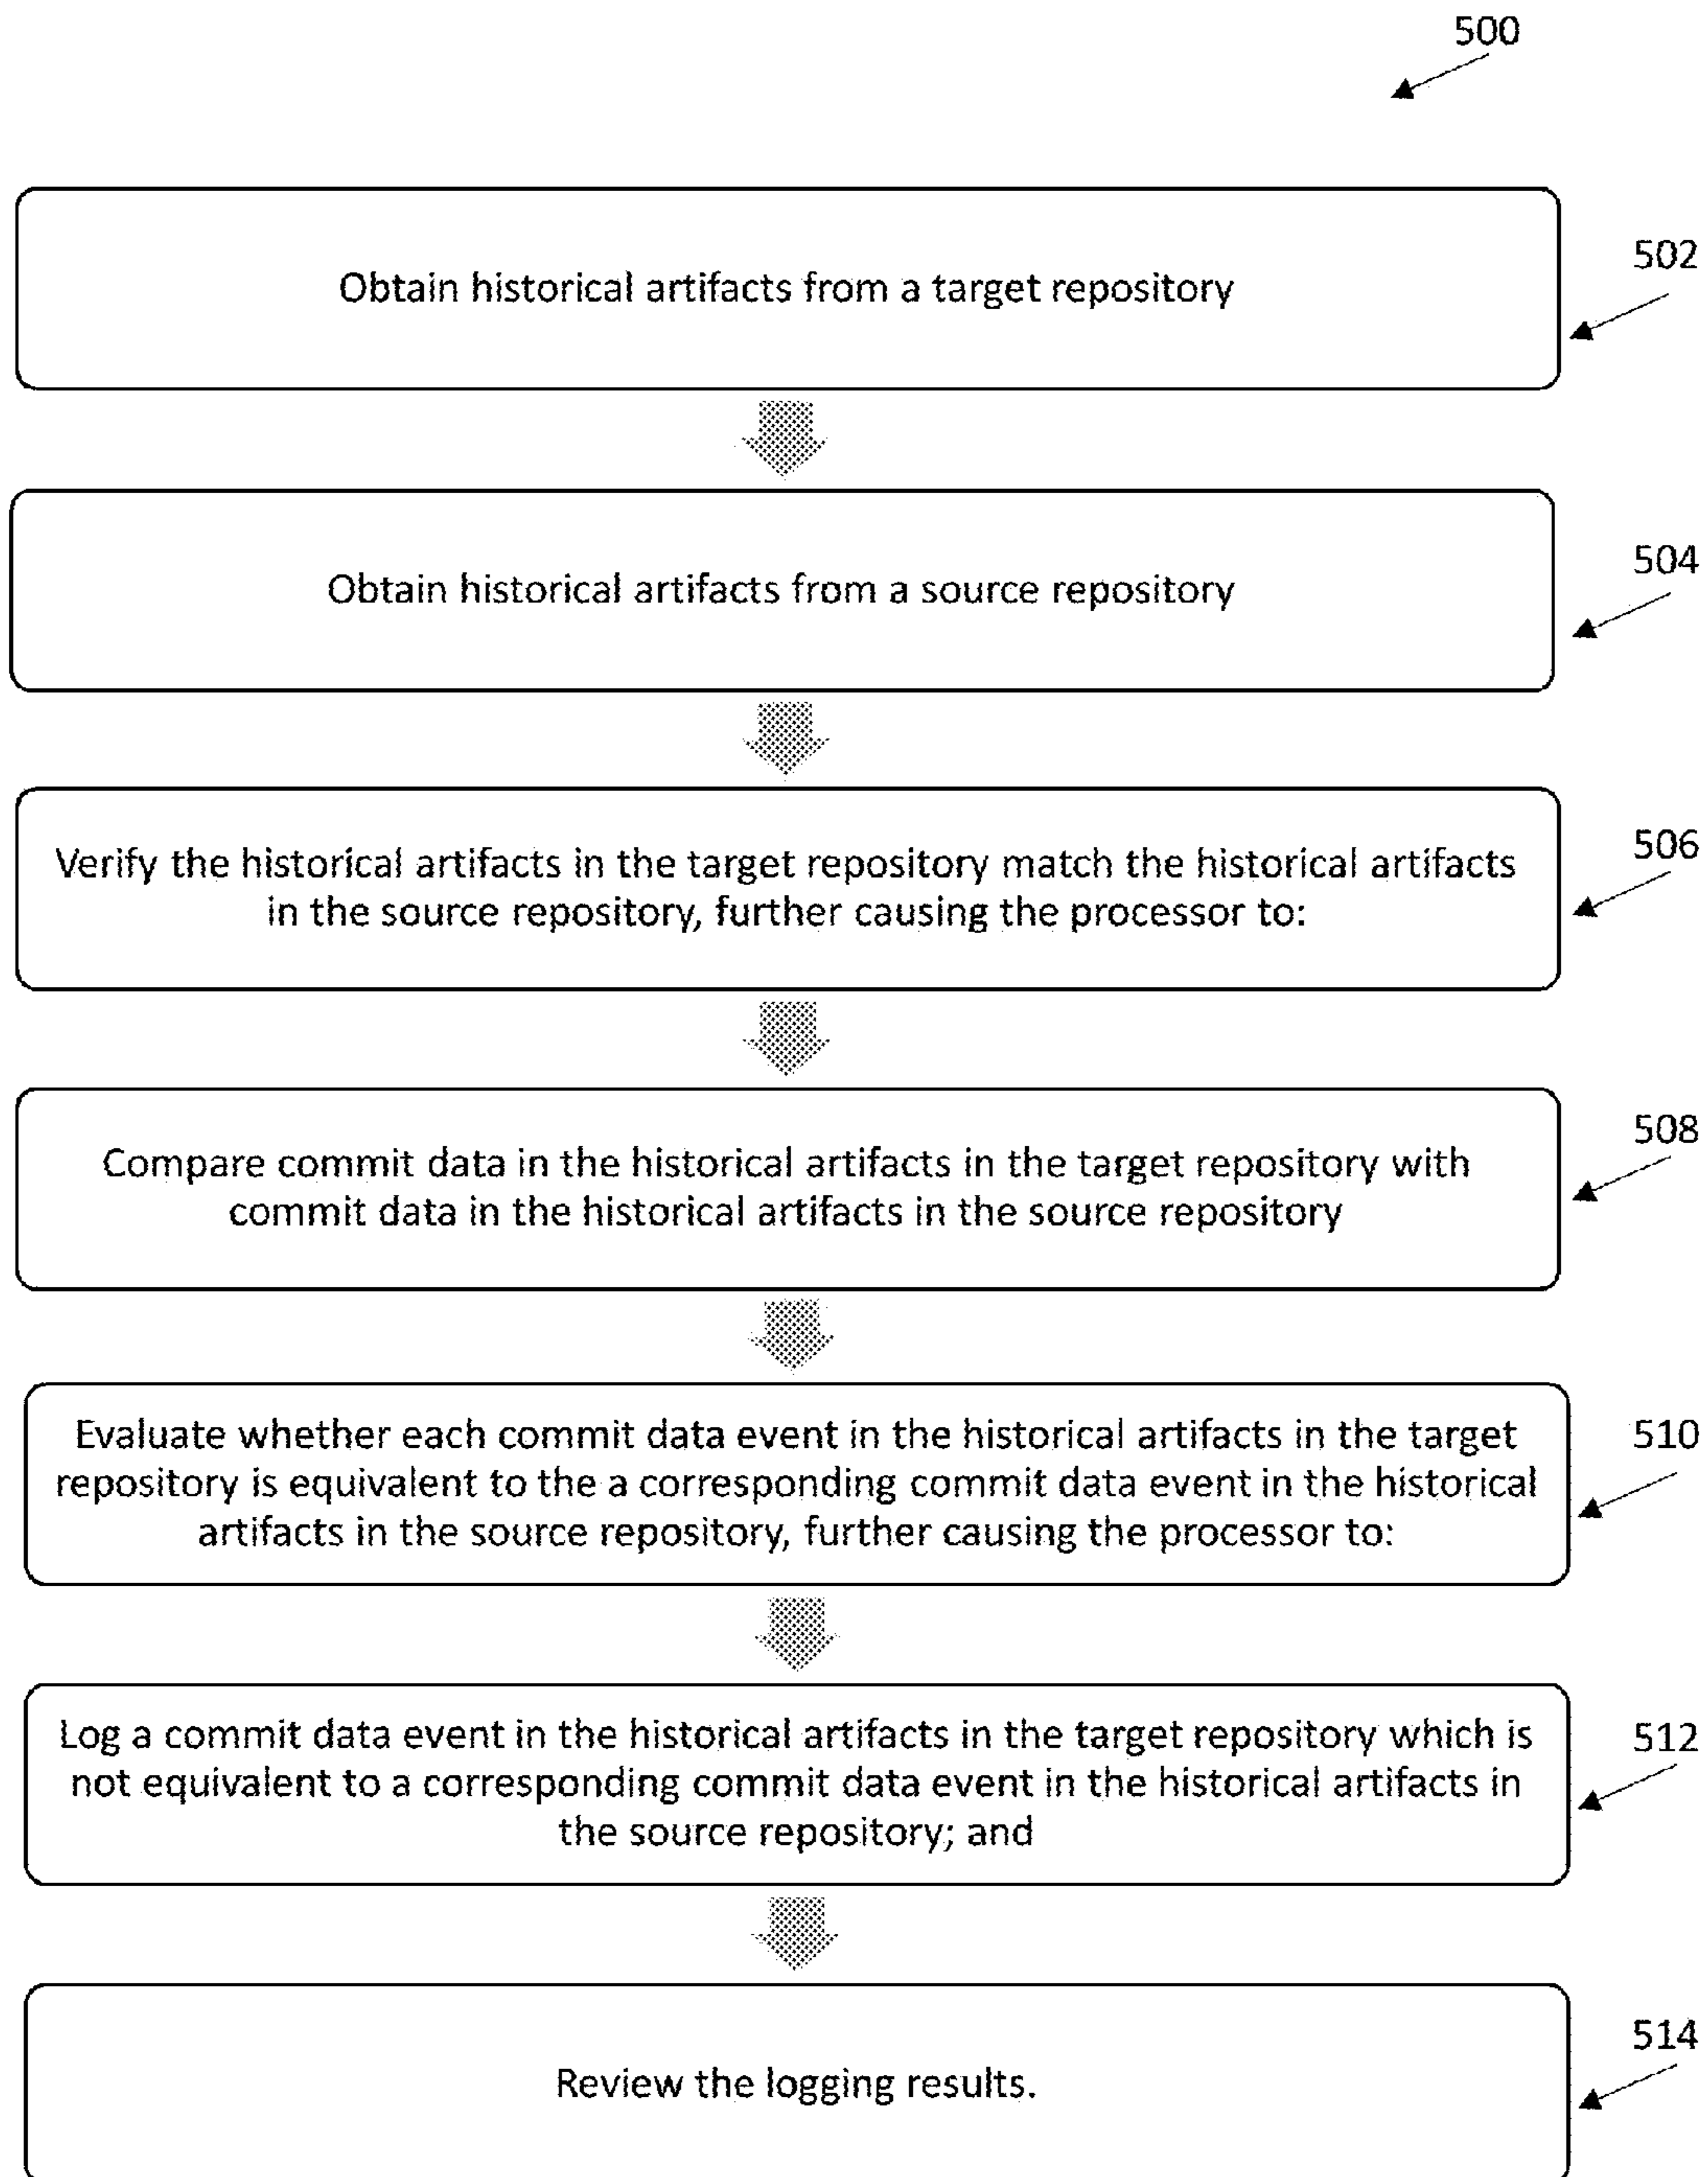 500
Obtain historical artifacts from a target repository
502
Obtain historical artifacts from a source repository
504
Verify the historical artifacts in the target repository match the historical artifacts
in the source repository, further causing the processor to:
506
Compare commit data in the historical artifacts in the target repository with
commit data in the historical artifacts in the source repository
508
Evaluate whether each commit data event in the historical artifacts in the target
repository is equivalent to the a corresponding commit data event in the historical
artifacts in the source repository, further causing the processor to:
510
Log a commit data event in the historical artifacts in the target repository which is
not equivalent to a corresponding commit data event in the historical artifacts in
the source repository; and
512
Review the logging results.
514